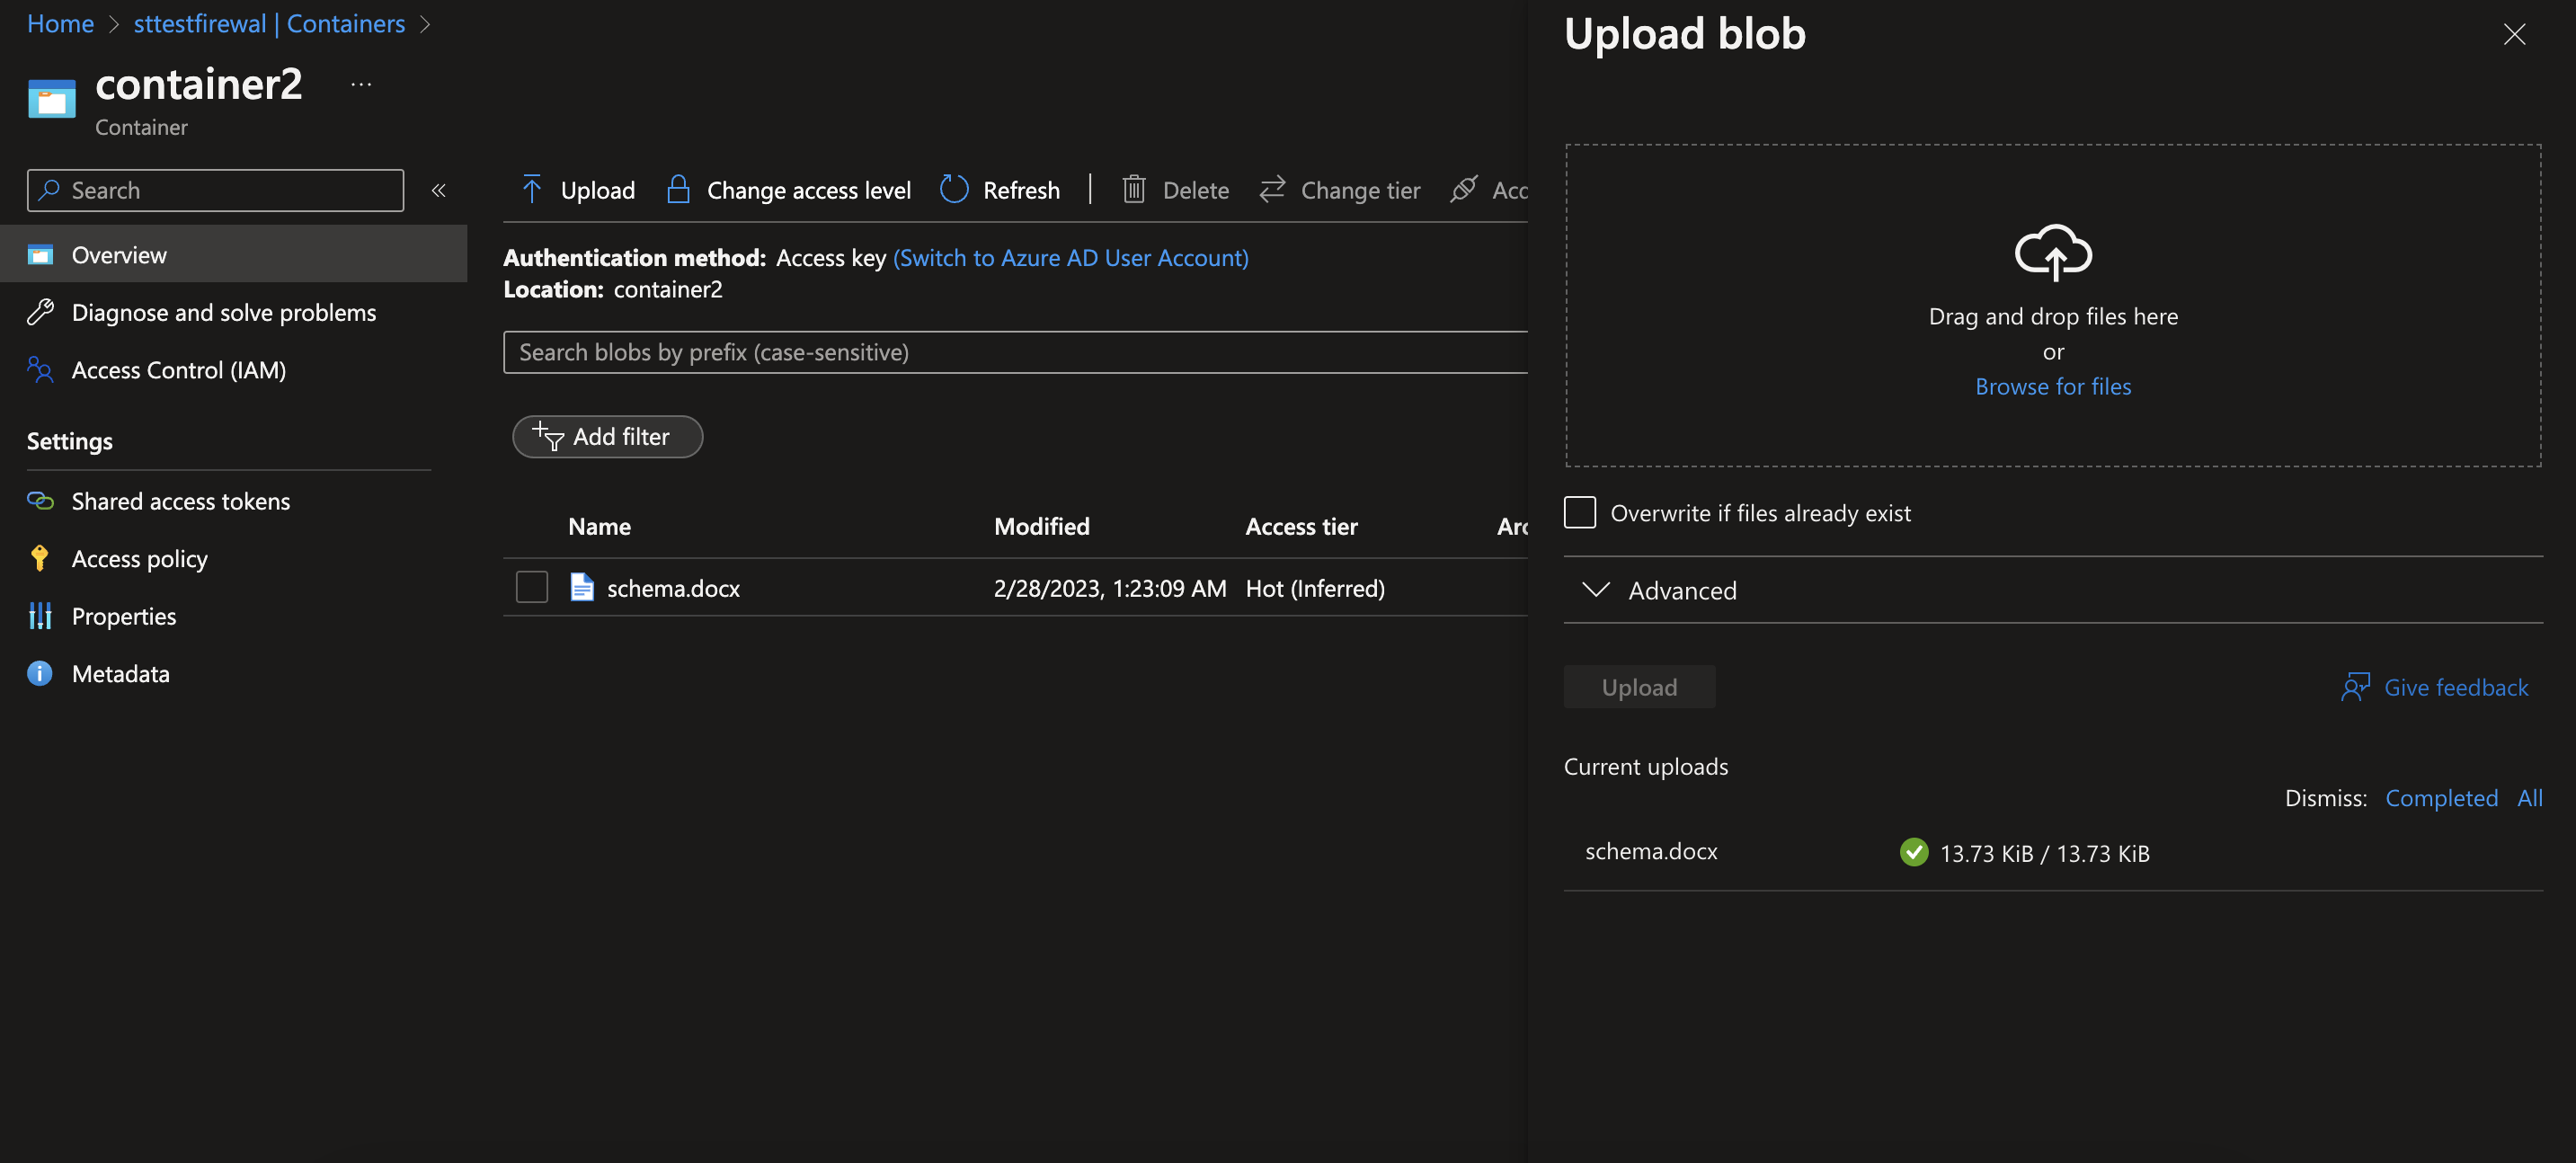 Home > sttestfirewal | Containers >
container2 ...
Container
Search
«
Overview
Diagnose and solve problems
Access Control (IAM)
Settings
Shared access tokens
Access policy
Properties
Metadata
Upload Change access level Refresh | Delete Change tier Acq
Authentication method: Access key (Switch to Azure AD User Account)
Location: container2
Search blobs by prefix (case-sensitive)
Add filter
Name Modified Access tier Arc
schema.docx 2/28/2023, 1:23:09 AM Hot (Inferred)
Upload blob
Drag and drop files here
or
Browse for files
Overwrite if files already exist
Advanced
Upload
Give feedback
Current uploads
Dismiss: Completed All
schema.docx 13.73 KiB / 13.73 KiB